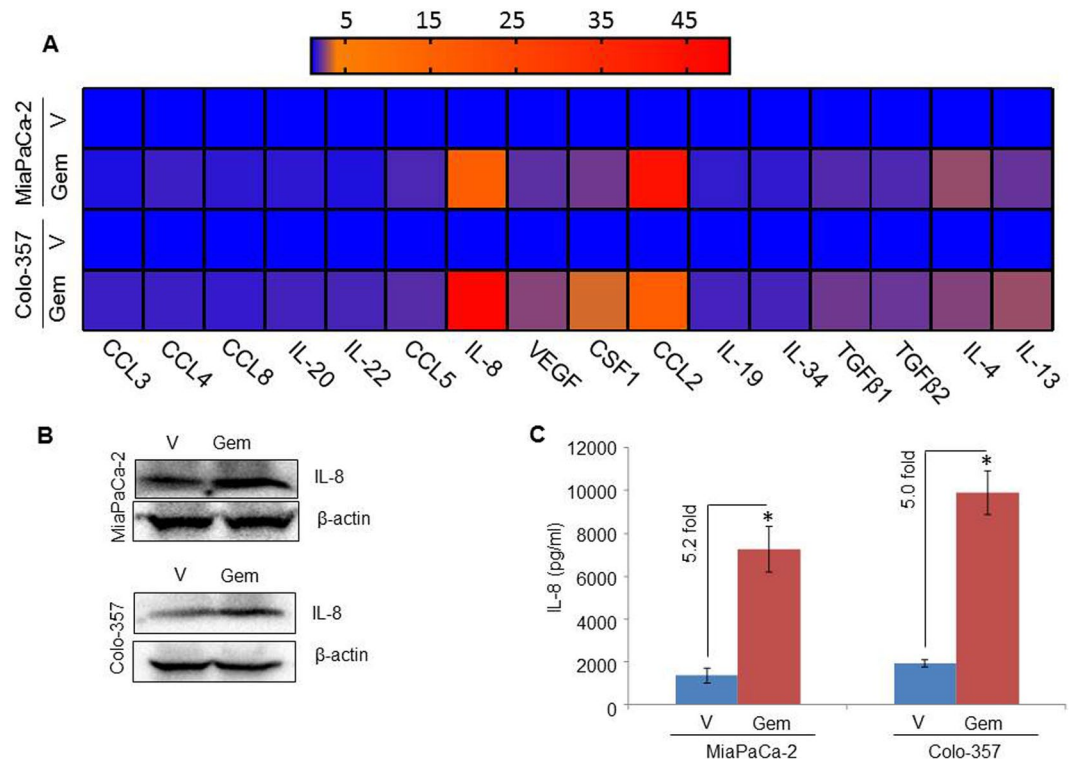 A
5 15 25 35 45
MiaPaCa-2
V
Gem
Colo-357
V
Gem
CCL3 CCL4 CCL8 IL-20 IL-22 CCL5 IL-8 VEGF CSF1 CCL2 IL-19 IL-34 TGFβ1 TGFβ2 IL-4 IL-13
B
V Gem
MiaPaCa-2
IL-8
β-actin
V Gem
Colo-357
IL-8
β-actin
C
IL-8 (pg/ml)
12000
10000
8000
6000
4000
2000
0
5.2 fold
*
5.0 fold
*
V Gem V Gem
MiaPaCa-2 Colo-357